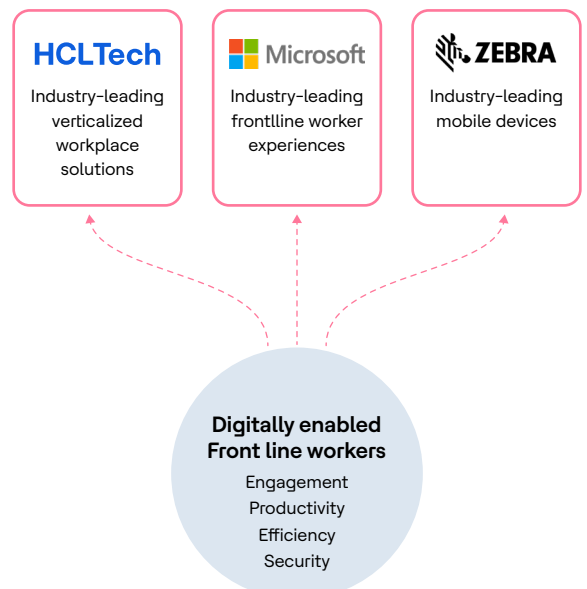 HCLTech
Industry-leading
verticalized
workplace
solutions
Microsoft
Industry-leading
frontlline worker
experiences
ZEBRA
Industry-leading
mobile devices
Digitally enabled
Front line workers
Engagement
Productivity
Efficiency
Security